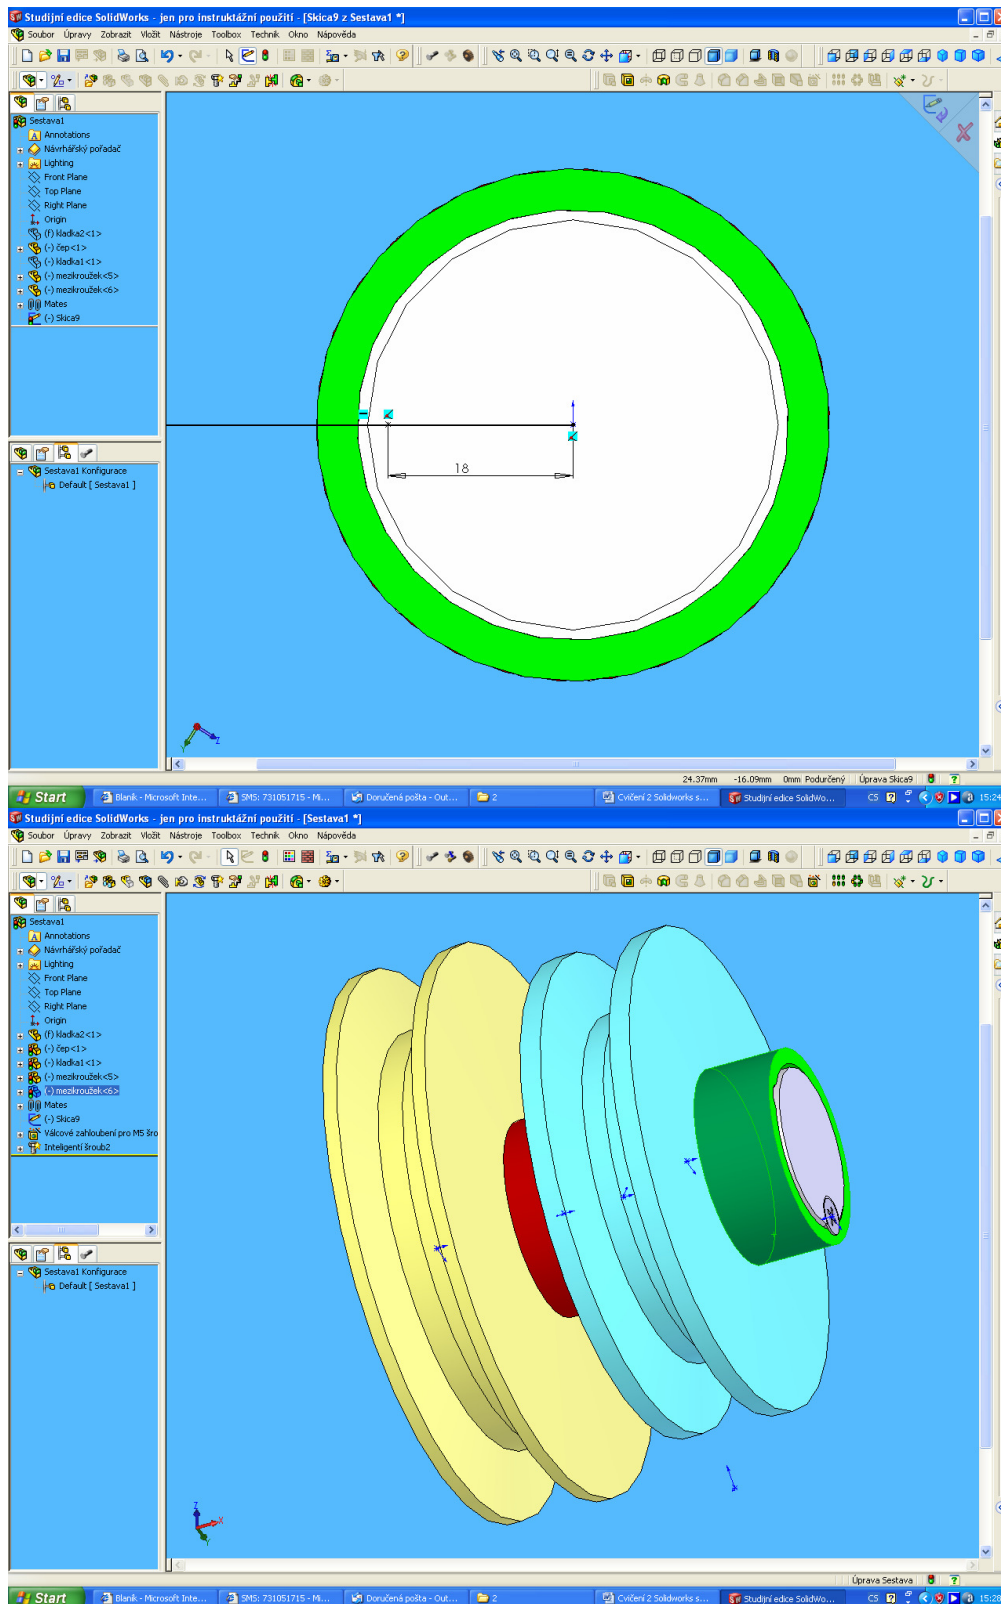 Studijní edice SolidWorks - jen pro instruktážní použití - [Skica9 z Sestava1 *]
Soubor Úpravy Zobrazit Vložit Nástroje Toolbox Technik Okno Nápověda
Sestava1
Annotations
Návrhářský pořadač
Lighting
Front Plane
Top Plane
Right Plane
Origin
(f) kladka2<1>
(-) čep<1>
(-) kladka1<1>
(-) mezikroužek<5>
(-) mezikroužek<6>
Mates
(-) Skica9
18
Sestava1 Konfigurace
Default [ Sestava1 ]
Y
Z
24.37mm -16.09mm 0mm Podurčený Úprava Skica9
Start Blaník - Microsoft Inte... SMS: 731051715 - Mi... Doručená pošta - Out... 2 Cvičení 2 Solidworks s... Studijní edice SolidWo... CS 15:24
Studijní edice SolidWorks - jen pro instruktážní použití - [Sestava1 *]
Soubor Úpravy Zobrazit Vložit Nástroje Toolbox Technik Okno Nápověda
Sestava1
Annotations
Návrhářský pořadač
Lighting
Front Plane
Top Plane
Right Plane
Origin
(f) kladka2<1>
(-) čep<1>
(-) kladka1<1>
(-) mezikroužek<5>
(-) mezikroužek<6>
Mates
(-) Skica9
Válcové zahloubení pro M5 šro
Inteligentí šroub2
Sestava1 Konfigurace
Default [ Sestava1 ]
Z
X
Y
Úprava Sestava
Start Blaník - Microsoft Inte... SMS: 731051715 - Mi... Doručená pošta - Out... 2 Cvičení 2 Solidworks s... Studijní edice SolidWo... CS 15:28